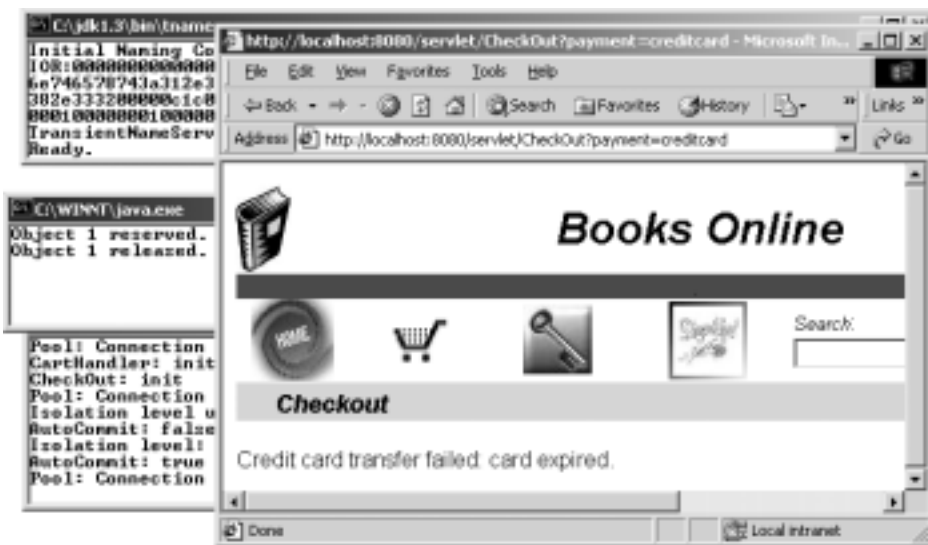 C:\jdk1.3\bin\tname
Initial Naming Co
IOR:0000000000000
6e746578743a312e3
382e333200000c1c0
00010000000100000
TransientNameServ
Ready.
http://localhost:8080/servlet/CheckOut?payment=creditcard - Microsoft In...
File Edit View Favorites Tools Help
Back Search Favorites History » Links »
Address http://localhost:8080/servlet/CheckOut?payment=creditcard Go
C:\WINNT\java.exe
Object 1 reserved.
Object 1 released.
Books Online
HOME
Search:
Pool: Connection
CartHandler: init
CheckOut: init
Pool: Connection
Isolation level u
AutoCommit: false
Isolation level:
AutoCommit: true
Pool: Connection
Checkout
Credit card transfer failed: card expired.
Done Local intranet